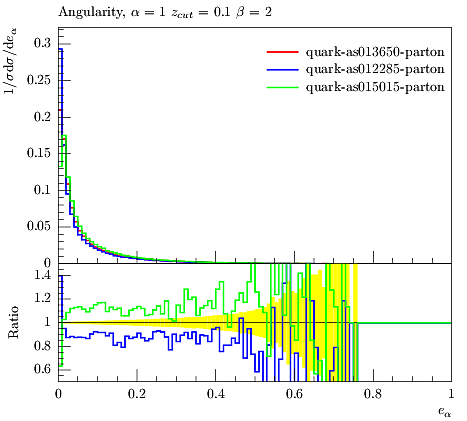 Angularity, α = 1 z_cut = 0.1 β = 2
1/σdσ/de_α
0.3
0.25
0.2
0.15
0.1
0.05
0
quark-as013650-parton
quark-as012285-parton
quark-as015015-parton
Ratio
1.4
1.2
1
0.8
0.6
0 0.2 0.4 0.6 0.8 1
e_α